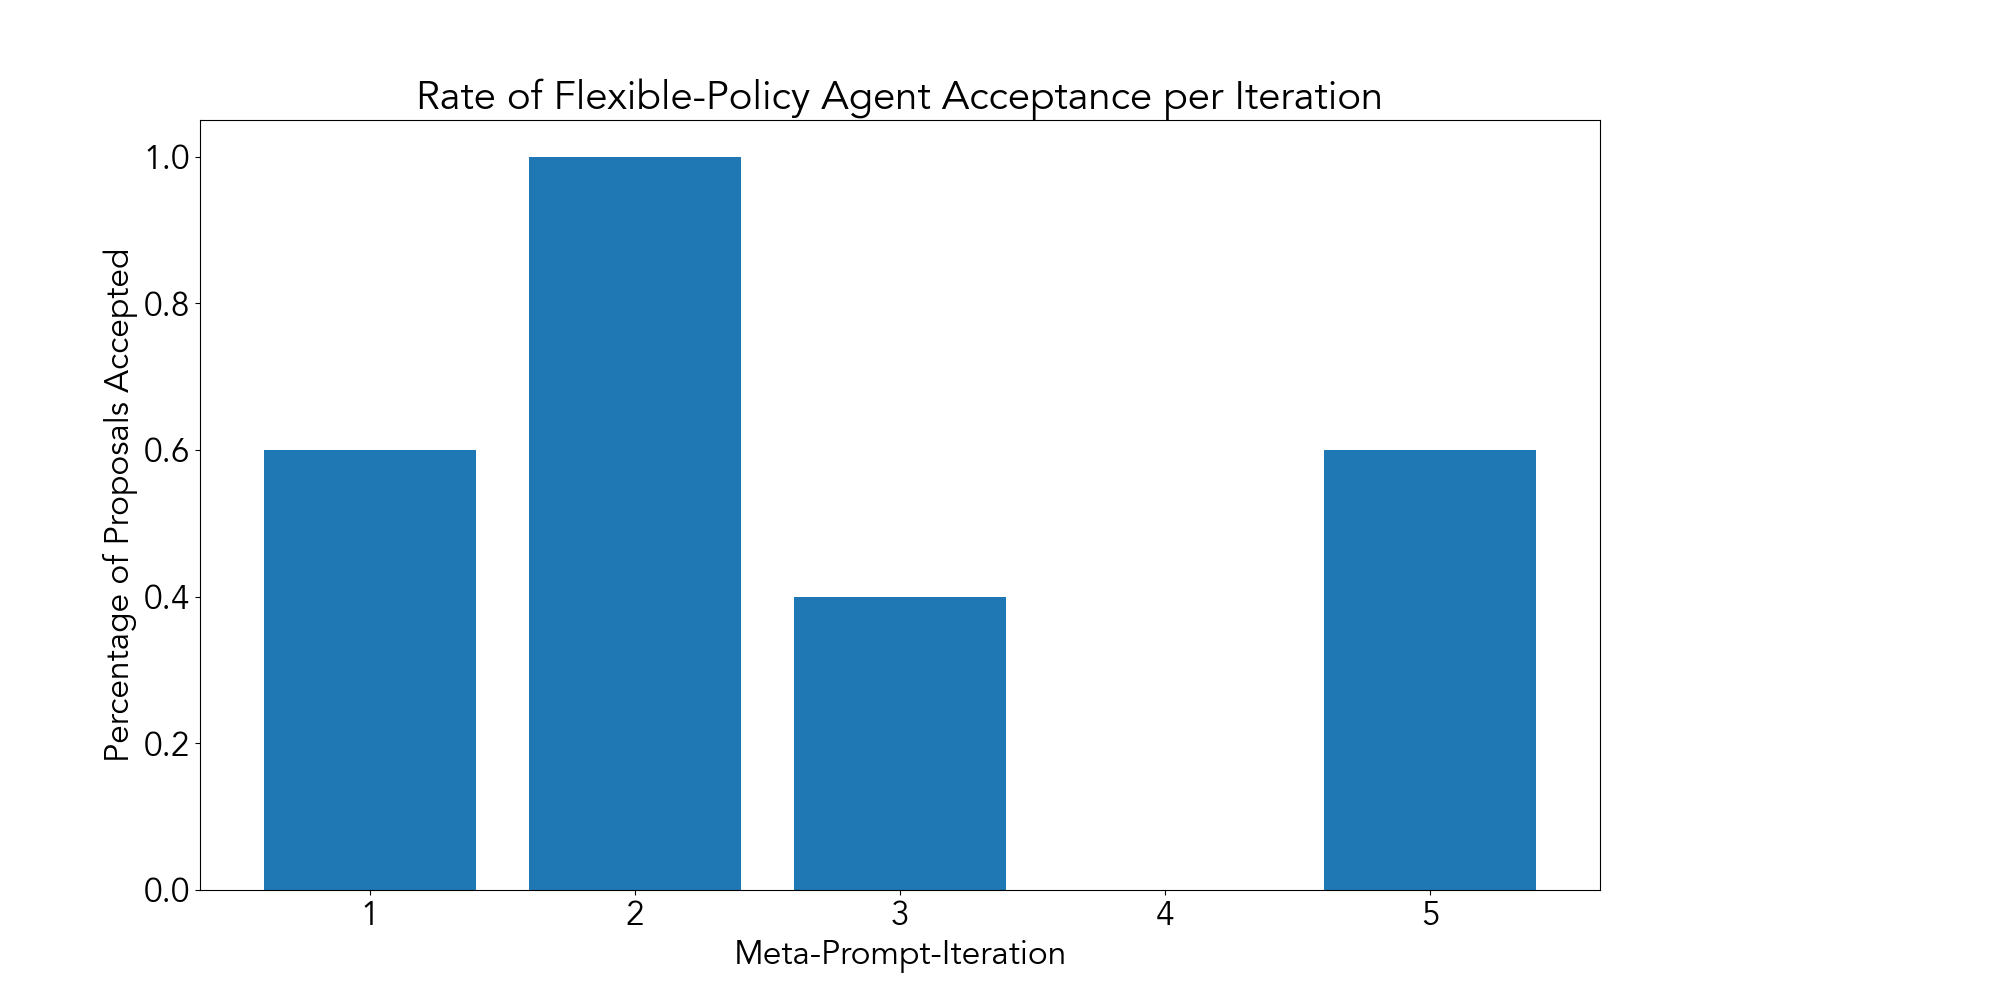 Rate of Flexible-Policy Agent Acceptance per Iteration
Percentage of Proposals Accepted
1.0
0.8
0.6
0.4
0.2
0.0
1 2 3 4 5
Meta-Prompt-Iteration